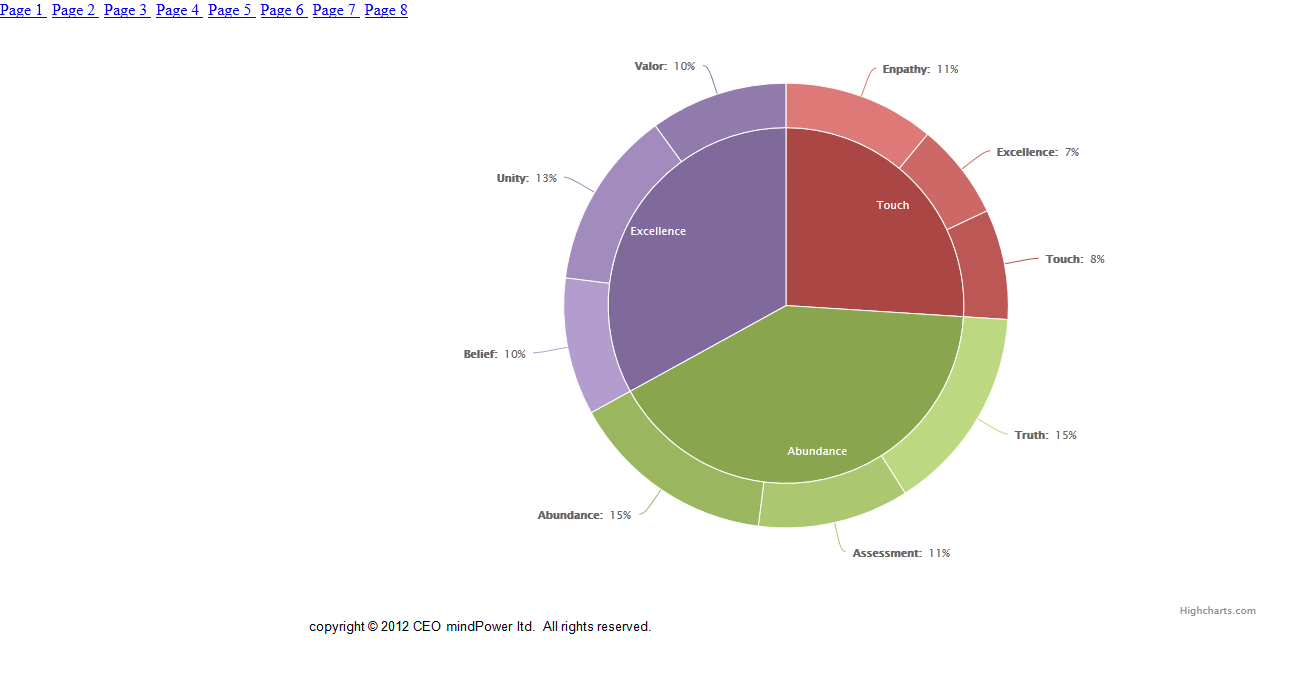 Page 1 Page 2 Page 3 Page 4 Page 5 Page 6 Page 7 Page 8
Valor: 10%
Enpathy: 11%
Excellence: 7%
Unity: 13%
Touch
Excellence
Touch: 8%
Belief: 10%
Truth: 15%
Abundance
Abundance: 15%
Assessment: 11%
Highcharts.com
copyright © 2012 CEO mindPower ltd. All rights reserved.